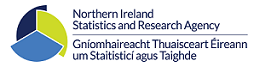 Northern Ireland
Statistics and Research Agency
Gníomhaireacht Thuaisceart Éireann
um Staitisticí agus Taighde